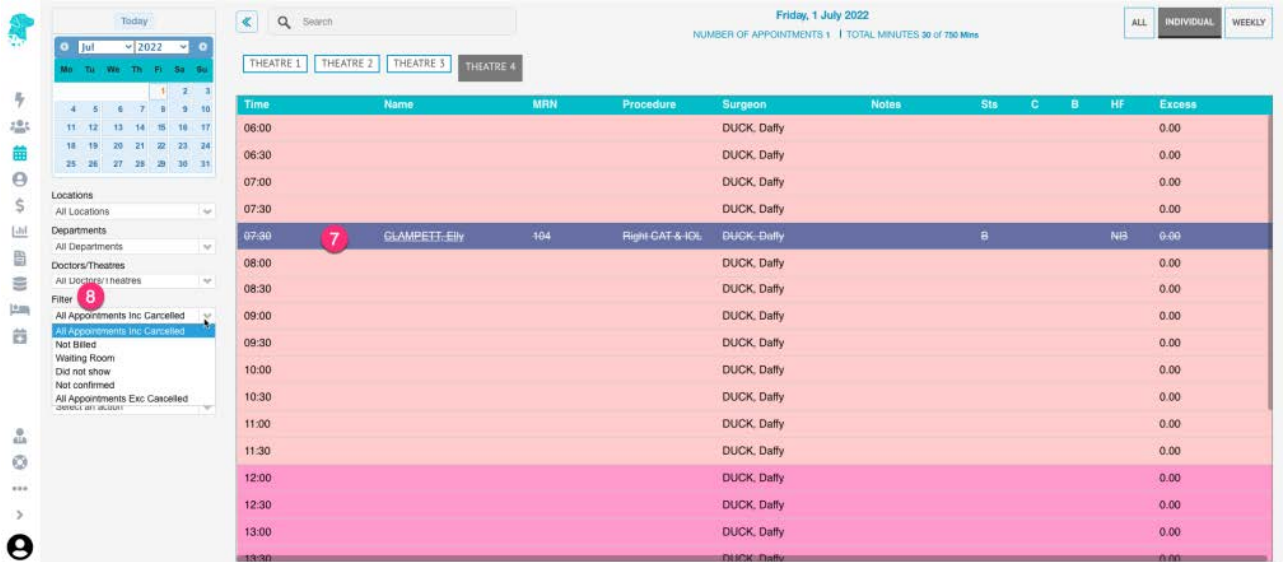 Today
Jul 2022
Mo Tu We Th Fr Sa Su
1 2 3
4 5 6 7 8 9 10
11 12 13 14 15 16 17
18 19 20 21 22 23 24
25 26 27 28 29 30 31
Locations
All Locations
Departments
All Departments
Doctors/Theatres
All Doctors/Theatres
Filter 8
All Appointments Inc Cancelled
All Appointments Inc Cancelled
Not Billed
Waiting Room
Did not show
Not confirmed
All Appointments Exc Cancelled
Select an action
Search
Friday, 1 July 2022
NUMBER OF APPOINTMENTS 1 | TOTAL MINUTES 30 of 750 Mins
ALL INDIVIDUAL WEEKLY
THEATRE 1 THEATRE 2 THEATRE 3 THEATRE 4
Time Name MRN Procedure Surgeon Notes Sts C B HF Excess
06:00 DUCK, Daffy 0.00
06:30 DUCK, Daffy 0.00
07:00 DUCK, Daffy 0.00
07:30 DUCK, Daffy 0.00
07:30 7 CLAMPETT, Elly 104 Right CAT & IOL DUCK, Daffy B NB 0.00
08:00 DUCK, Daffy 0.00
08:30 DUCK, Daffy 0.00
09:00 DUCK, Daffy 0.00
09:30 DUCK, Daffy 0.00
10:00 DUCK, Daffy 0.00
10:30 DUCK, Daffy 0.00
11:00 DUCK, Daffy 0.00
11:30 DUCK, Daffy 0.00
12:00 DUCK, Daffy 0.00
12:30 DUCK, Daffy 0.00
13:00 DUCK, Daffy 0.00
13:30 DUCK, Daffy 0.00